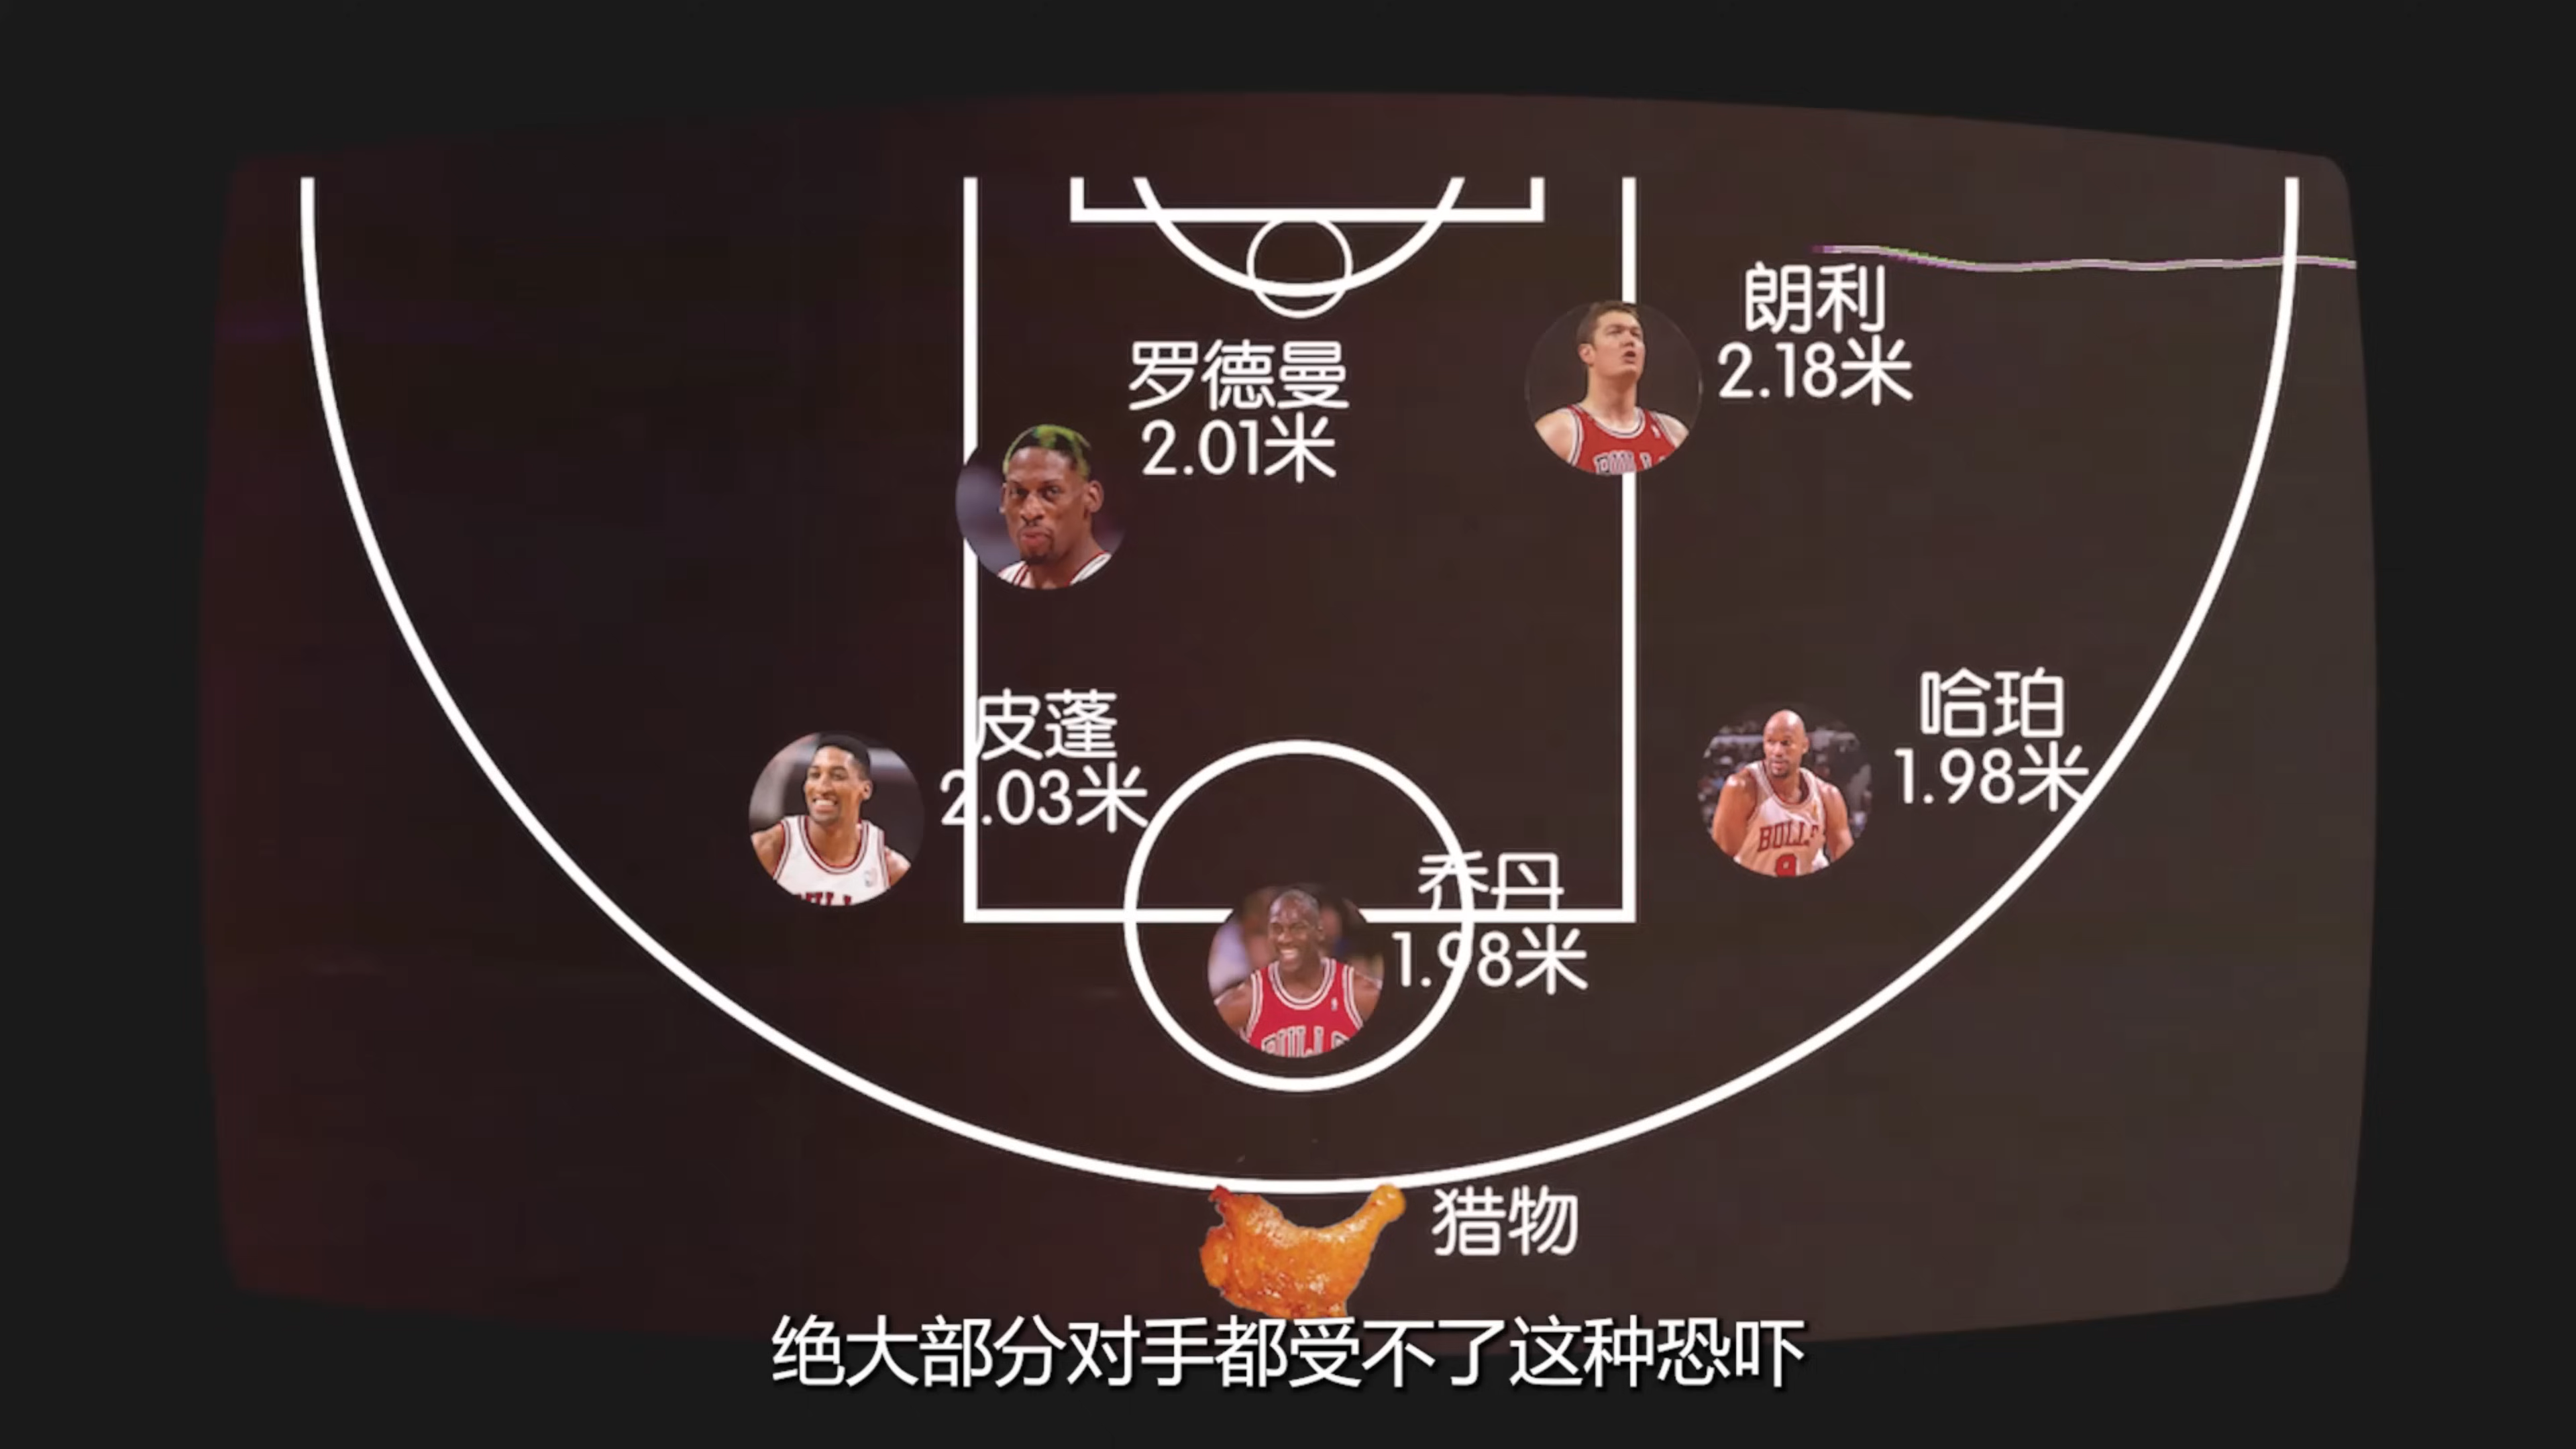 朗利
2.18米
罗德曼
2.01米
皮蓬
2.03米
哈珀
1.98米
乔丹
1.98米
猎物
绝大部分对手都受不了这种恐吓
BULLS
9